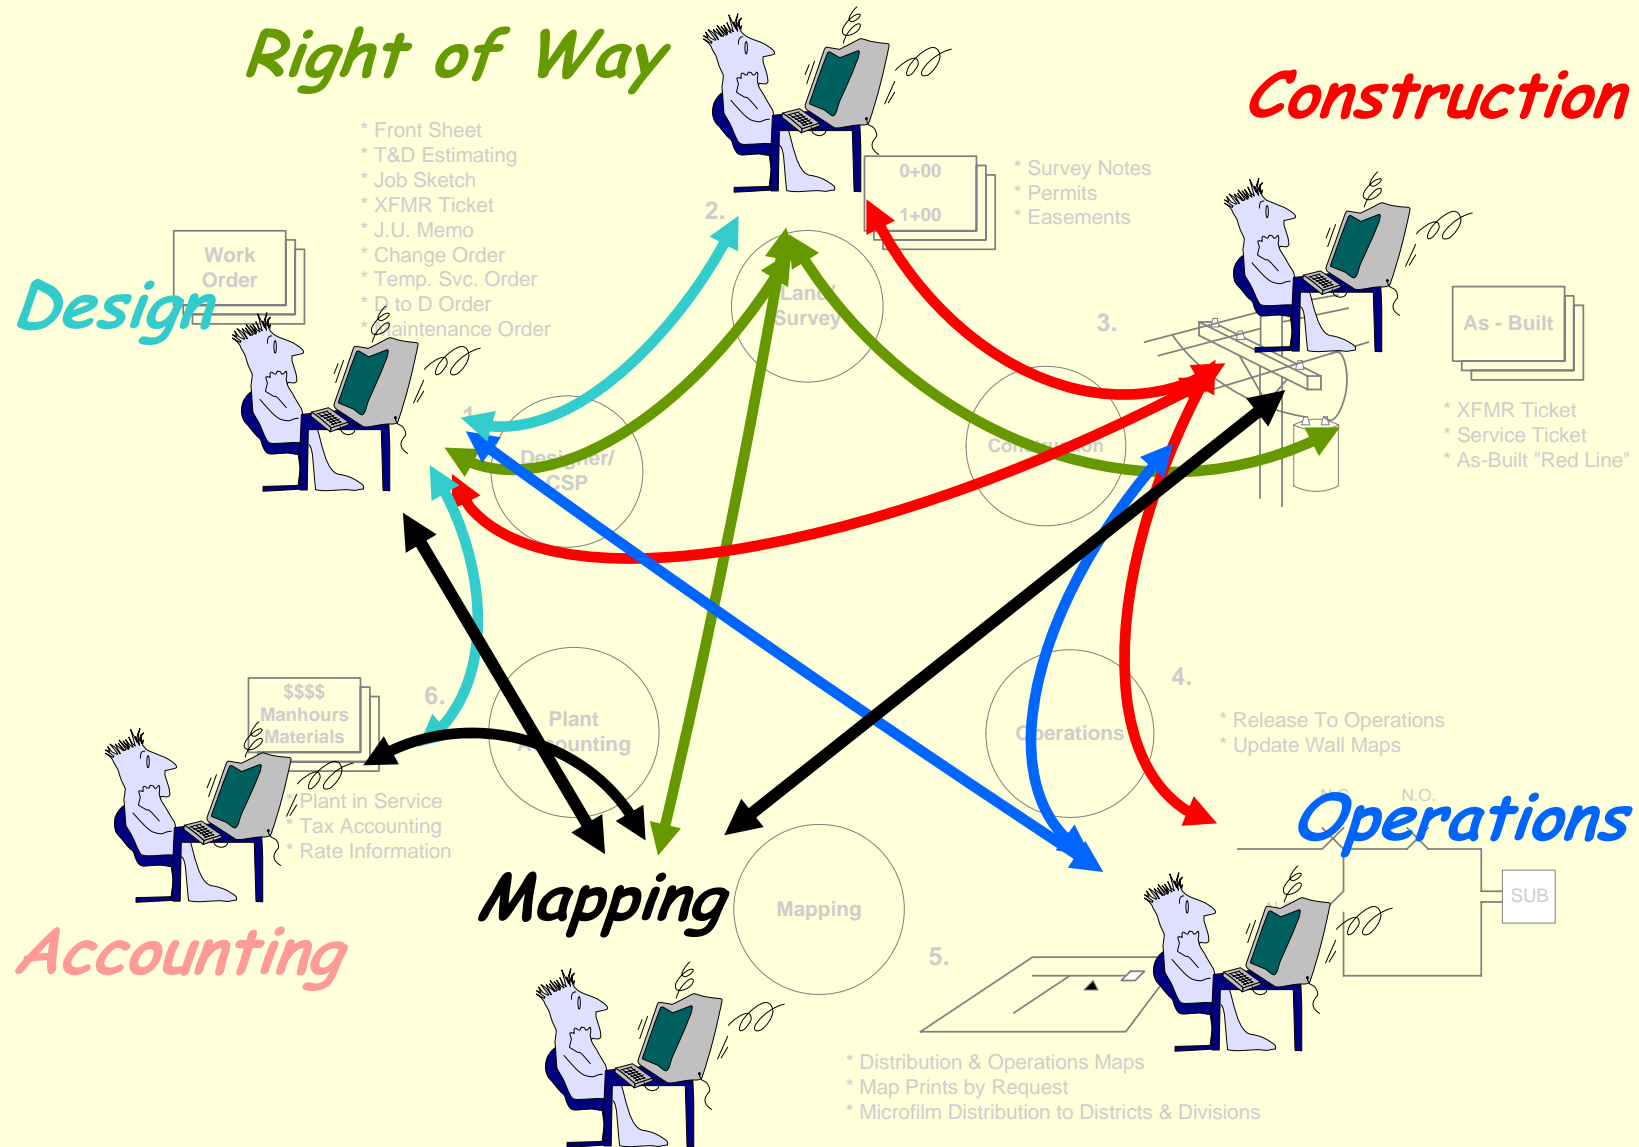 Right of Way
Construction
* Front Sheet
* T&D Estimating
* Job Sketch
* XFMR Ticket
* J.U. Memo
* Change Order
* Temp. Svc. Order
* D to D Order
* Maintenance Order
0+00
1+00
* Survey Notes
* Permits
* Easements
2.
Work
Order
Design
Land/
Survey
3.
As - Built
* XFMR Ticket
* Service Ticket
* As-Built "Red Line"
1.
Designer/
CSP
Construction
4.
6.
$$$$
Manhours
Materials
Plant
Accounting
Operations
* Release To Operations
* Update Wall Maps
* Plant in Service
* Tax Accounting
* Rate Information
N.O.
Operations
SUB
Mapping
Mapping
Accounting
5.
* Distribution & Operations Maps
* Map Prints by Request
* Microfilm Distribution to Districts & Divisions